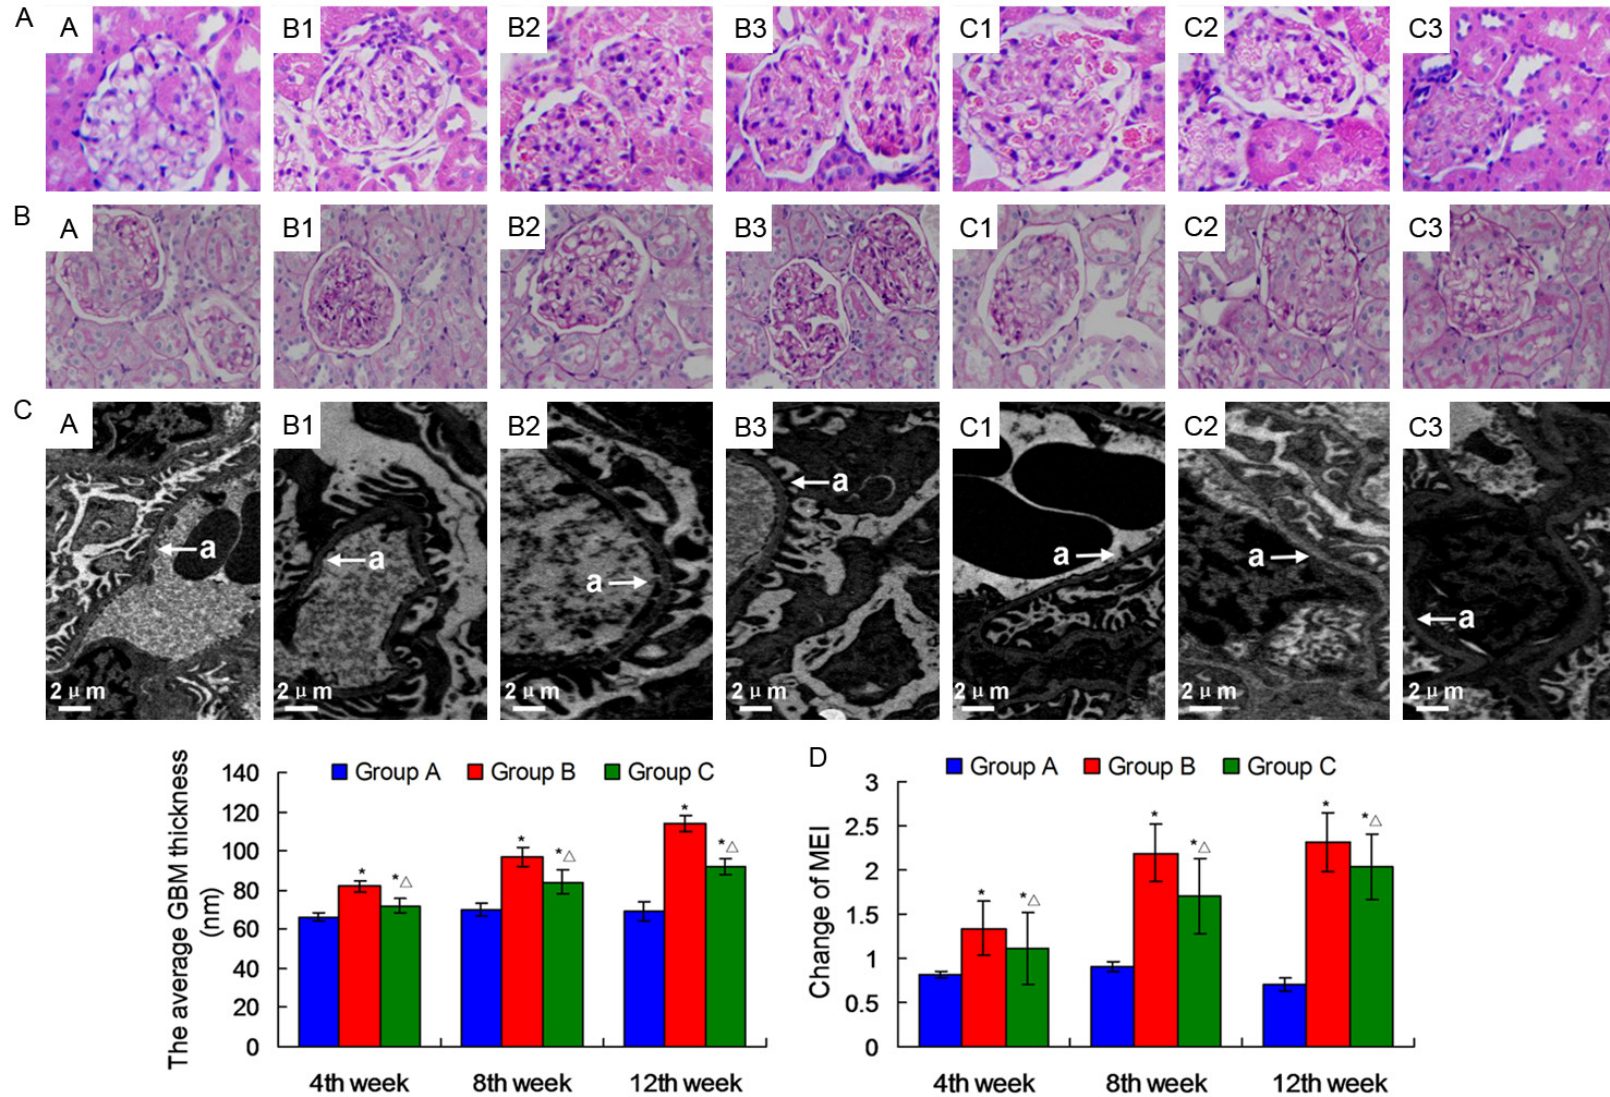 A
A B1 B2 B3 C1 C2 C3
B
A B1 B2 B3 C1 C2 C3
C
A B1 B2 B3 C1 C2 C3
a a a a a a a
2 μm 2 μm 2 μm 2 μm 2 μm 2 μm 2 μm
The average GBM thickness
(nm)
Group A Group B Group C
140
120
100
80
60
40
20
0
* *△ * *△ * *△
4th week 8th week 12th week
D
Change of MEI
Group A Group B Group C
3
2.5
2
1.5
1
0.5
0
* *△ * *△ * *△
4th week 8th week 12th week